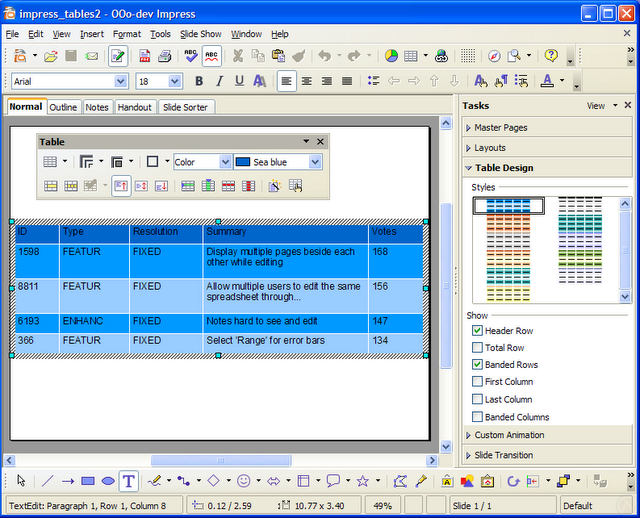 impress_tables2 - OOo-dev Impress
File Edit View Insert Format Tools Slide Show Window Help
Arial 18 B I U A
Normal Outline Notes Handout Slide Sorter
Table
Color Sea blue
ID Type Resolution Summary Votes
1598 FEATUR FIXED Display multiple pages beside each 168
other while editing
8811 FEATUR FIXED Allow multiple users to edit the same 156
spreadsheet through...
6193 ENHANC FIXED Notes hard to see and edit 147
366 FEATUR FIXED Select 'Range' for error bars 134
Tasks View
Master Pages
Layouts
Table Design
Styles
Show
Header Row
Total Row
Banded Rows
First Column
Last Column
Banded Columns
Custom Animation
Slide Transition
TextEdit: Paragraph 1, Row 1, Column 8 0.12 / 2.59 10.77 x 3.40 49% Slide 1 / 1 Default